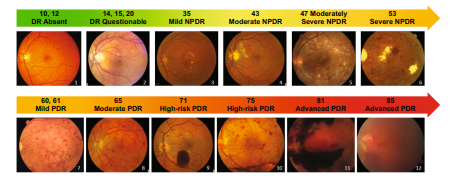 10, 12 14, 15, 20 35 43 47 Moderately 53
DR Absent DR Questionable Mild NPDR Moderate NPDR Severe NPDR Severe NPDR
1 2 3 4 5 6
60, 61 65 71 75 81 85
Mild PDR Moderate PDR High-risk PDR High-risk PDR Advanced PDR Advanced PDR
7 8 9 10 11 12